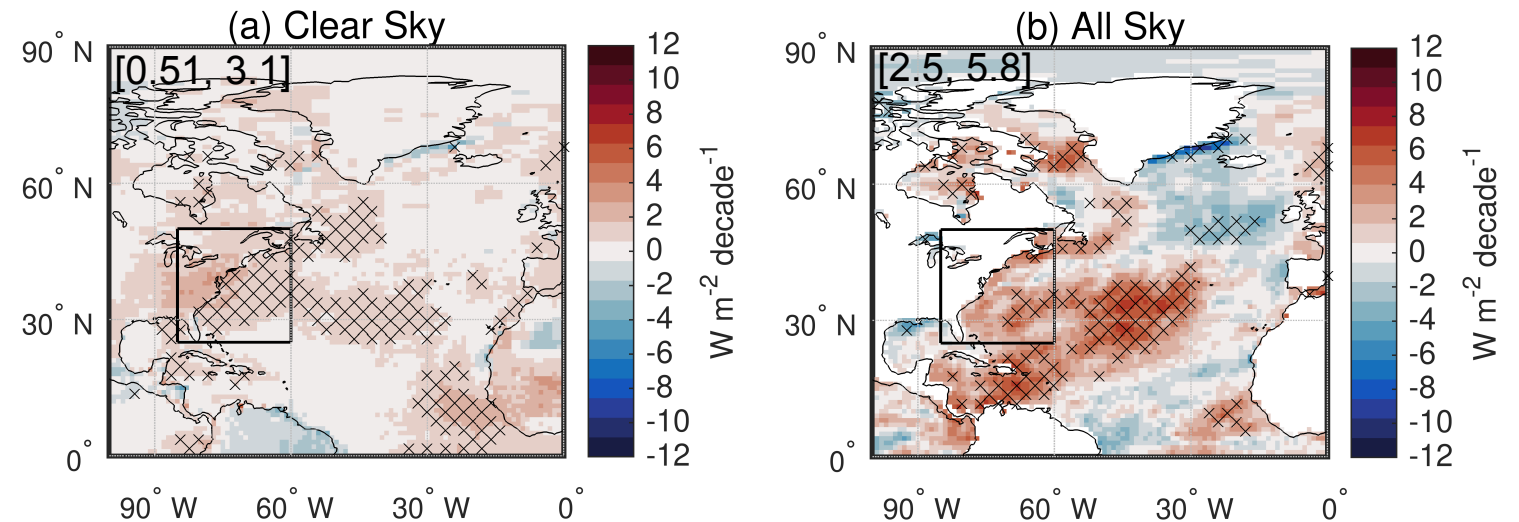 (a) Clear Sky
[0.51, 3.1]
90° N
60° N
30° N
0°
90° W
60° W
30° W
0°
12
10
8
6
4
2
0
-2
-4
-6
-8
-10
-12
W m-2 decade-1
(b) All Sky
[2.5, 5.8]
90° N
60° N
30° N
0°
90° W
60° W
30° W
0°
12
10
8
6
4
2
0
-2
-4
-6
-8
-10
-12
W m-2 decade-1